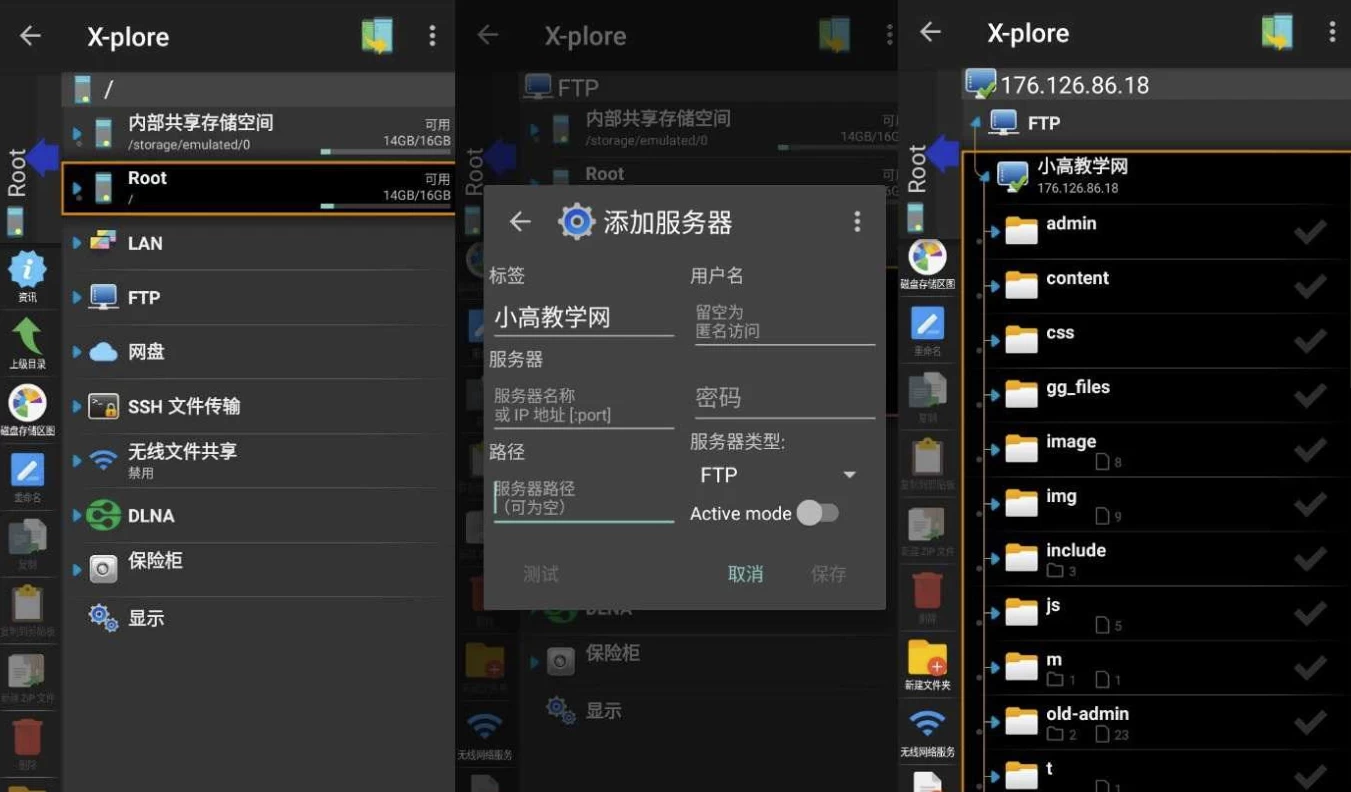 X-plore
/
内部共享存储空间
/storage/emulated/0
可用
14GB/16GB
Root
/
可用
14GB/16GB
LAN
FTP
网盘
SSH 文件传输
无线文件共享
禁用
DLNA
保险柜
显示
Root
资讯
上级目录
磁盘存储区图
重命名
复制
复制到剪贴板
新建 ZIP 文件
删除
X-plore
FTP
内部共享存储空间
/storage/emulated/0
14GB/16G
Root
Root
添加服务器
标签
用户名
小高教学网
留空为
匿名访问
服务器
服务器名称
或 IP 地址 [:port]
密码
路径
服务器类型:
服务器路径
(可为空)
FTP
Active mode
测试
取消
保存
DLNA
保险柜
显示
无线网络服务
X-plore
176.126.86.18
FTP
小高教学网
176.126.86.18
admin
content
css
gg_files
image
8
img
9
include
3
js
5
m
1
1
old-admin
2
23
t
1
Root
磁盘存储区图
重命名
复制
复制到剪贴板
新建 ZIP 文件
删除
新建文件夹
无线网络服务